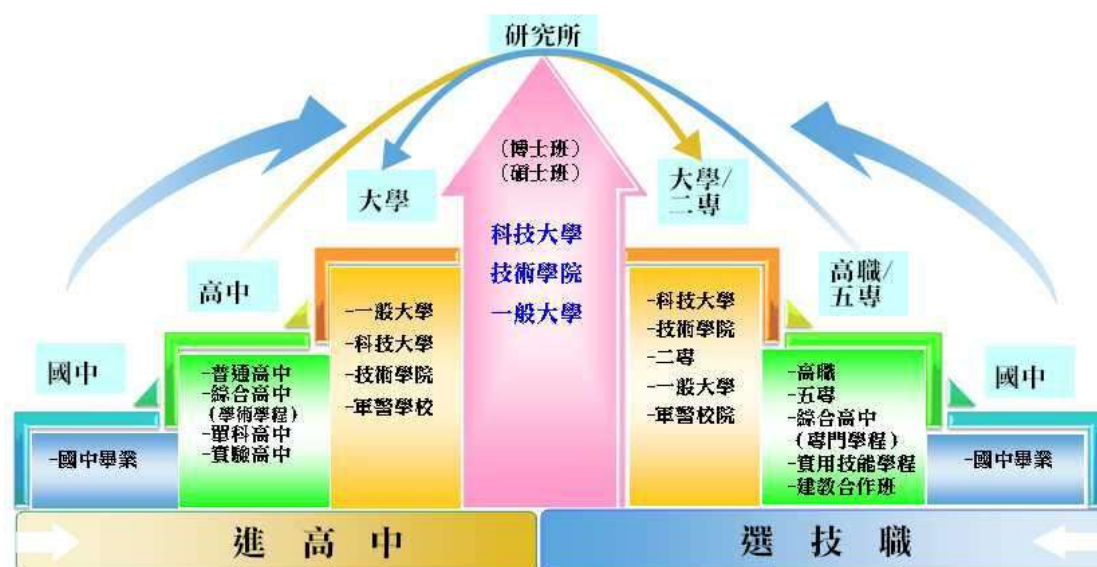 研究所
(博士班)
(碩士班)
科技大學
技術學院
一般大學
大學
大學/
二專
高中
高職/
五專
國中
國中
-國中畢業
-普通高中
-綜合高中
(學術學程)
-單科高中
-實驗高中
-一般大學
-科技大學
-技術學院
-軍警學校
-科技大學
-技術學院
-二專
-一般大學
-軍警校院
-高職
-五專
-綜合高中
(專門學程)
-實用技能學程
-建教合作班
-國中畢業
進高中
選技職